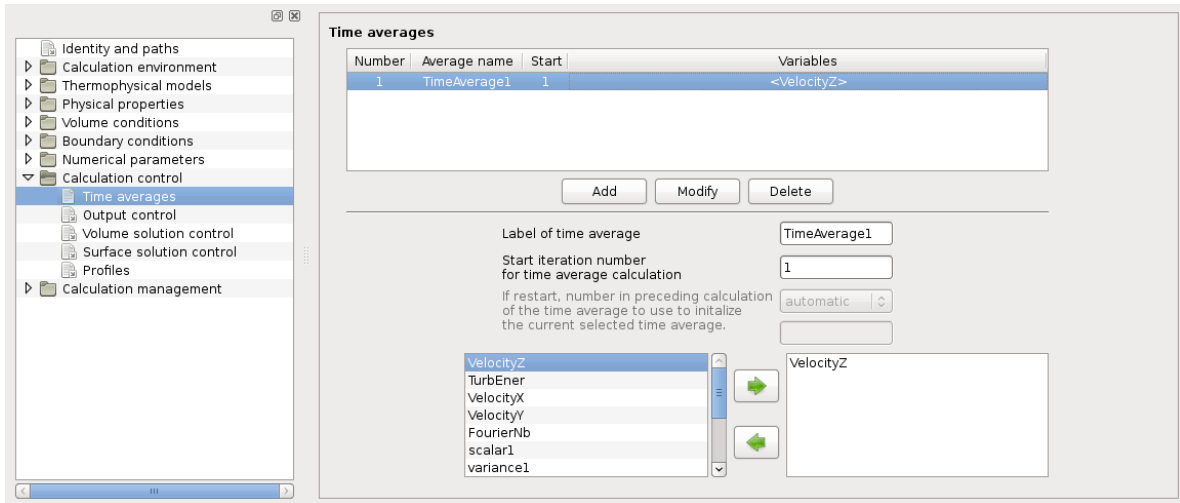 Identity and paths
Calculation environment
Thermophysical models
Physical properties
Volume conditions
Boundary conditions
Numerical parameters
Calculation control
Time averages
Output control
Volume solution control
Surface solution control
Profiles
Calculation management
Time averages
Number Average name Start Variables
1 TimeAverage1 1 <VelocityZ>
Add Modify Delete
Label of time average TimeAverage1
Start iteration number
for time average calculation 1
If restart, number in preceding calculation
of the time average to use to initalize
the current selected time average.
automatic
VelocityZ
TurbEner
VelocityX
VelocityY
FourierNb
scalar1
variance1
VelocityZ